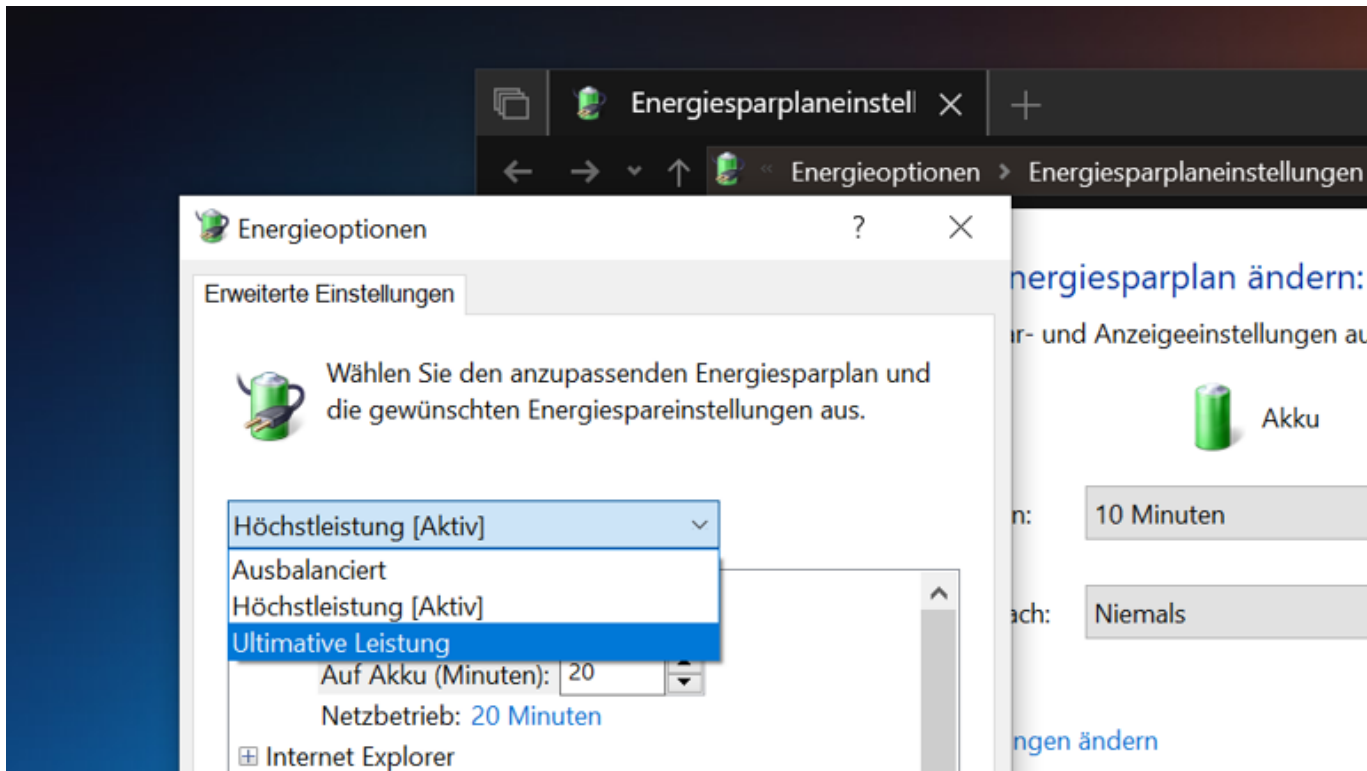 Energiesparplaneinstell
Energieoptionen > Energiesparplaneinstellungen
Energieoptionen
Erweiterte Einstellungen
Wählen Sie den anzupassenden Energiesparplan und
die gewünschten Energiespareinstellungen aus.
Höchstleistung [Aktiv]
Ausbalanciert
Höchstleistung [Aktiv]
Ultimative Leistung
Auf Akku (Minuten): 20
Netzbetrieb: 20 Minuten
Internet Explorer
nergiesparplan ändern:
ar- und Anzeigeeinstellungen au
Akku
n: 10 Minuten
ach: Niemals
ngen ändern